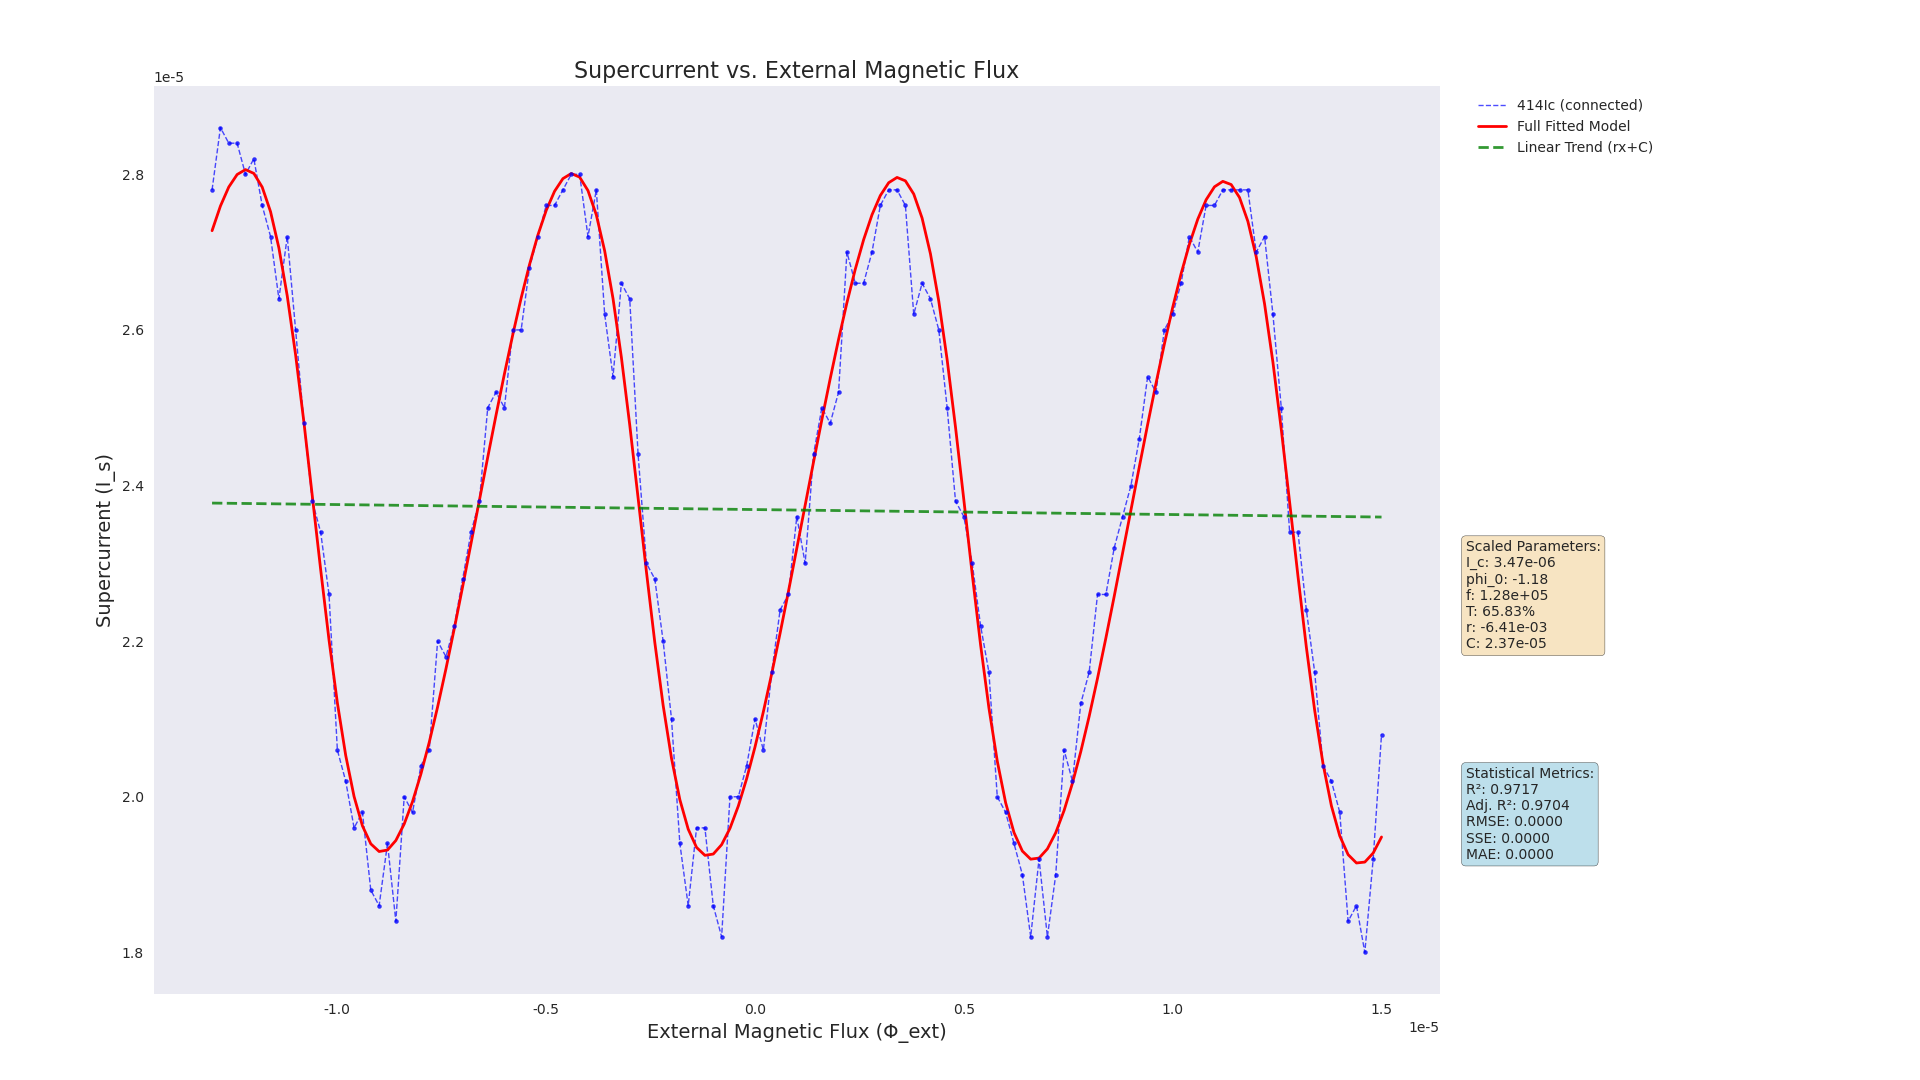 Supercurrent vs. External Magnetic Flux
1e-5
2.8
2.6
2.4
2.2
2.0
1.8
Supercurrent (I_s)
-1.0
-0.5
0.0
0.5
1.0
1.5
1e-5
External Magnetic Flux (Φ_ext)
414Ic (connected)
Full Fitted Model
Linear Trend (rx+C)
Scaled Parameters:
I_c: 3.47e-06
phi_0: -1.18
f: 1.28e+05
T: 65.83%
r: -6.41e-03
C: 2.37e-05
Statistical Metrics:
R²: 0.9717
Adj. R²: 0.9704
RMSE: 0.0000
SSE: 0.0000
MAE: 0.0000